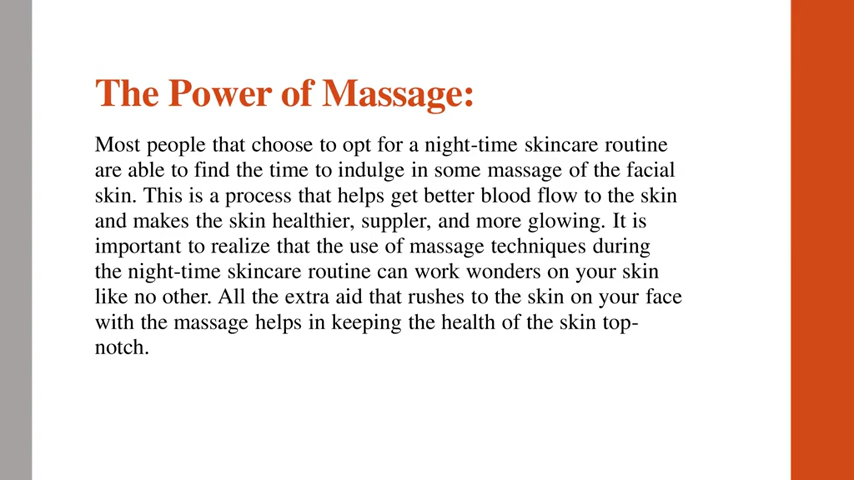 The Power of Massage:
Most people that choose to opt for a night-time skincare routine
are able to find the time to indulge in some massage of the facial
skin. This is a process that helps get better blood flow to the skin
and makes the skin healthier, suppler, and more glowing. It is
important to realize that the use of massage techniques during
the night-time skincare routine can work wonders on your skin
like no other. All the extra aid that rushes to the skin on your face
with the massage helps in keeping the health of the skin top-
notch.